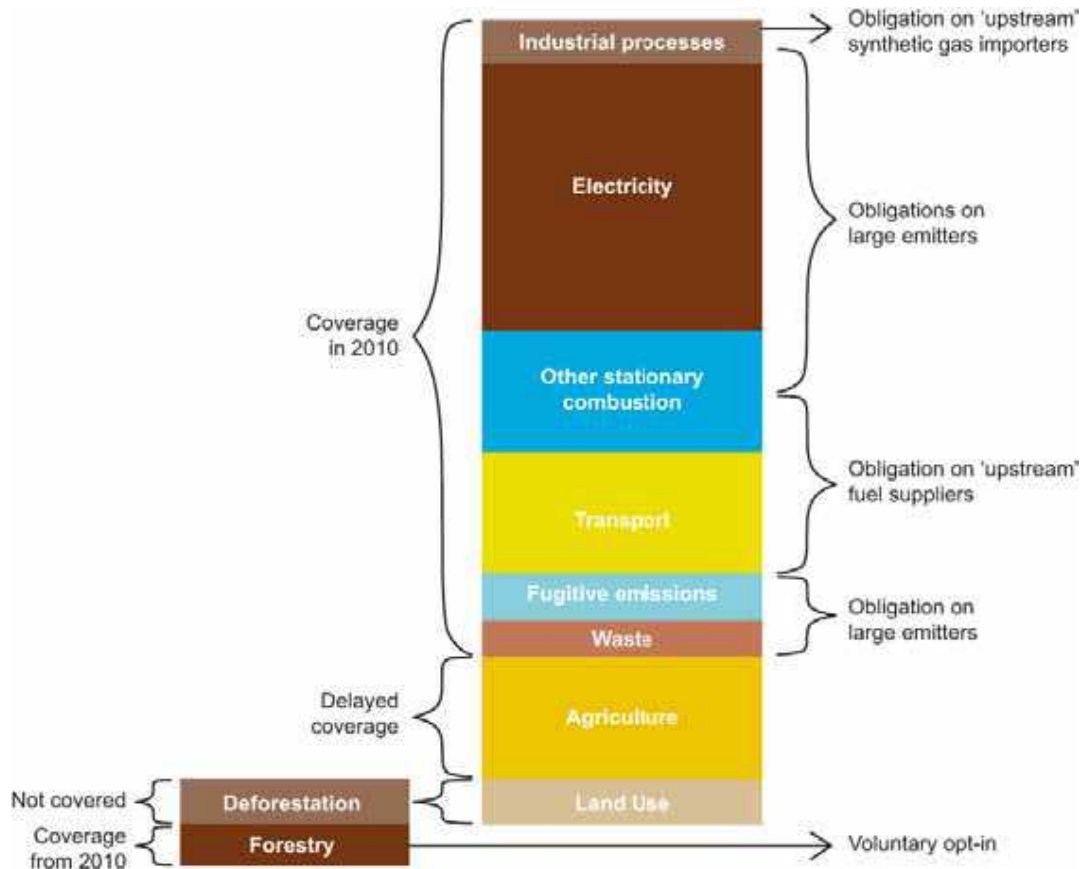 Industrial processes
Obligation on ‘upstream”
synthetic gas importers
Electricity
Obligations on
large emitters
Coverage
in 2010
Other stationary
combustion
Transport
Obligation on ‘upstream”
fuel suppliers
Fugitive emissions
Waste
Obligation on
large emitters
Delayed
coverage
Agriculture
Not covered
Deforestation
Land Use
Coverage
from 2010
Forestry
Voluntary opt-in